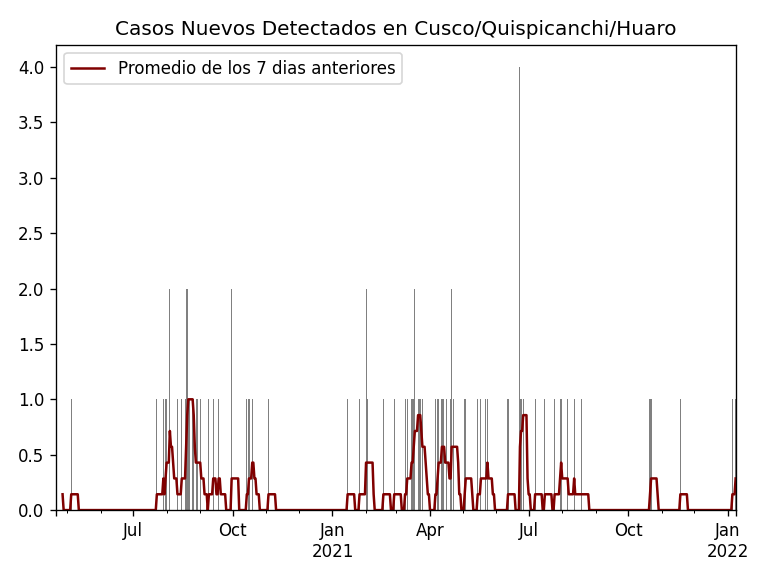 Casos Nuevos Detectados en Cusco/Quispicanchi/Huaro
Promedio de los 7 dias anteriores
4.0
3.5
3.0
2.5
2.0
1.5
1.0
0.5
0.0
Jul
Oct
Jan
2021
Apr
Jul
Oct
Jan
2022